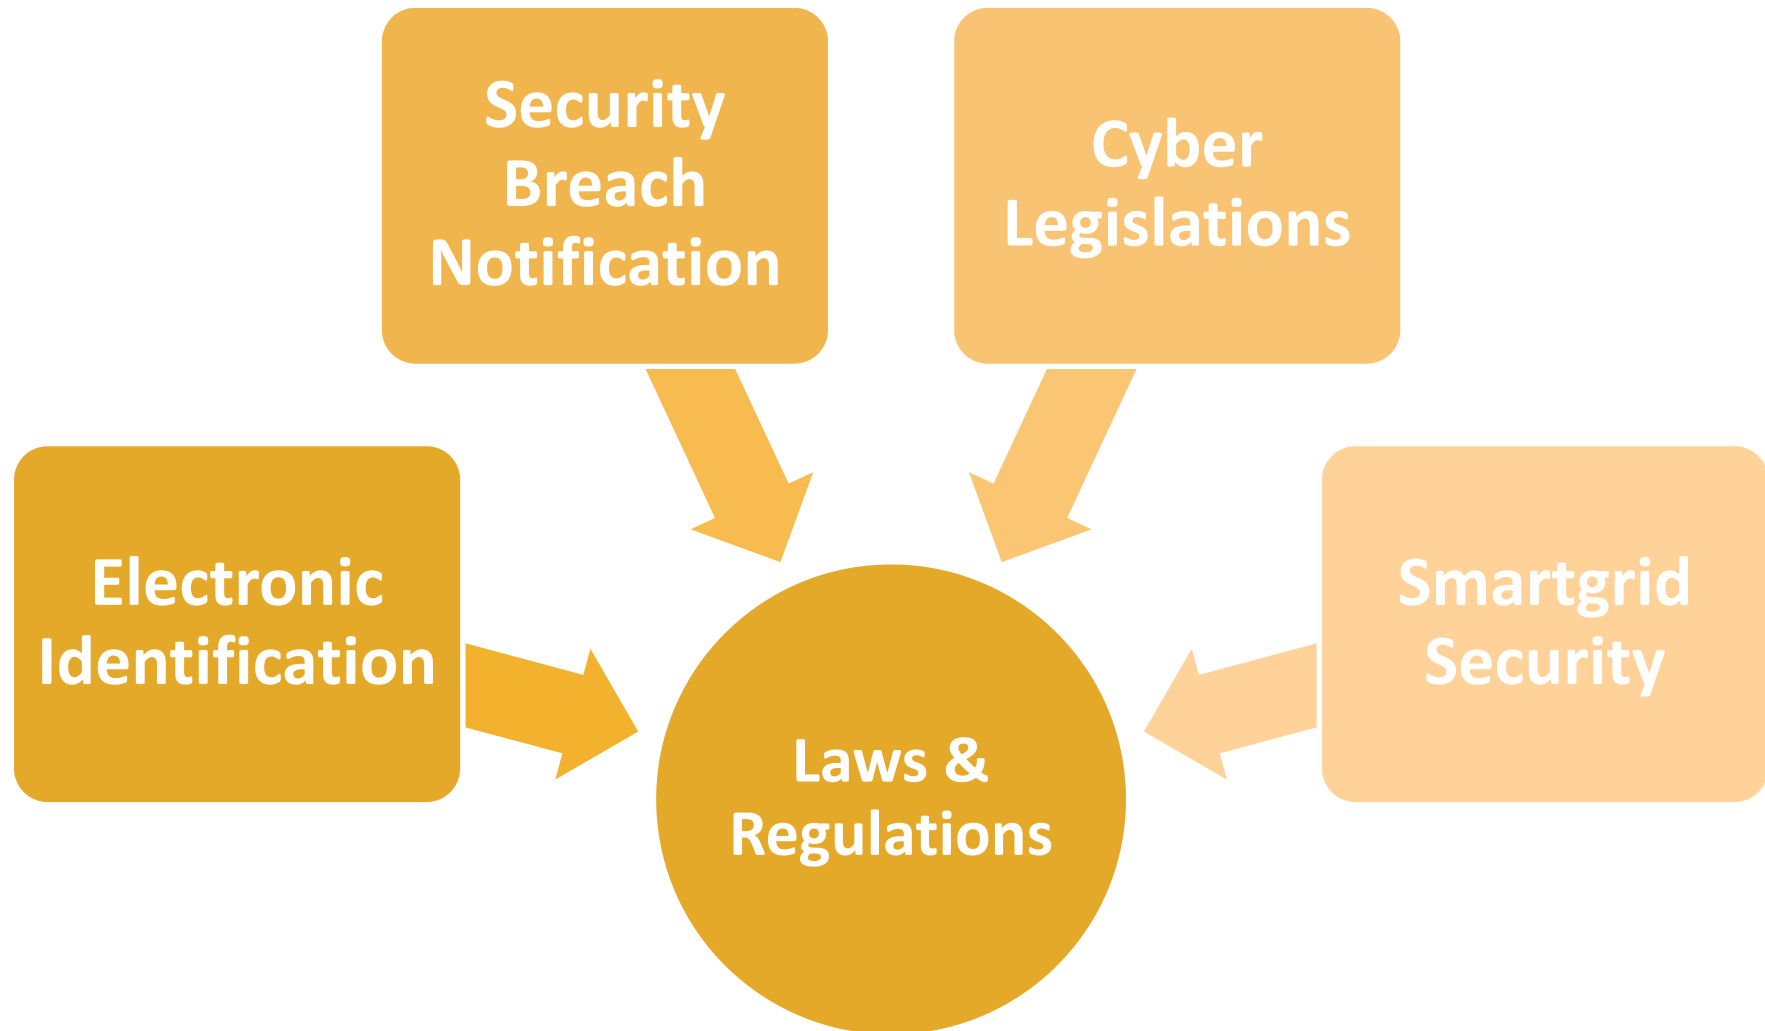 Security
Breach
Notification
Cyber
Legislations
Electronic
Identification
Smartgrid
Security
Laws &
Regulations